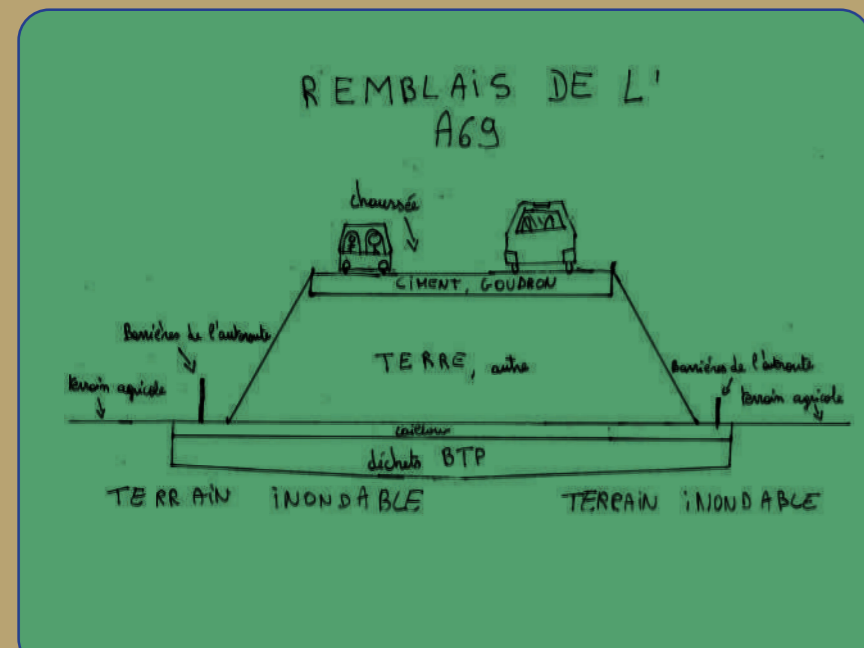 REMBLAIS DE L'
A69
chaussée
CIMENT, GOUDRON
Barrières de l'autoroute
TERRE, autre
Barrières de l'autoroute
terrain agricole
terrain agricole
cailloux
déchets BTP
TERRAIN INONDABLE
TERRAIN INONDABLE